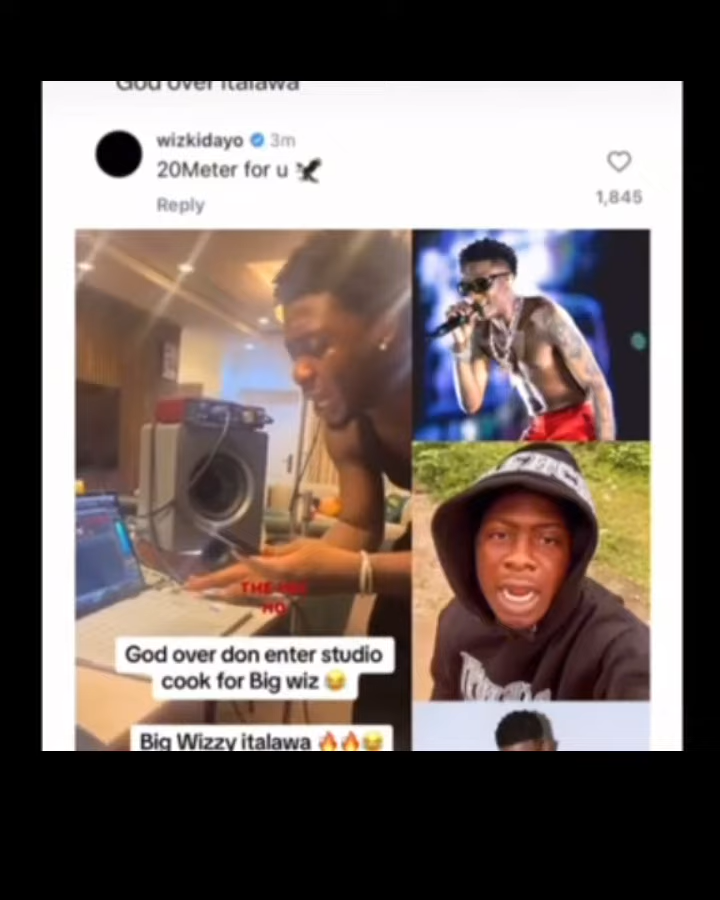 God over italawa
wizkidayo 3m
20Meter for u
Reply
1,845
God over don enter studio
cook for Big wiz 😂
Big Wizzy italawa 🔥🔥😂